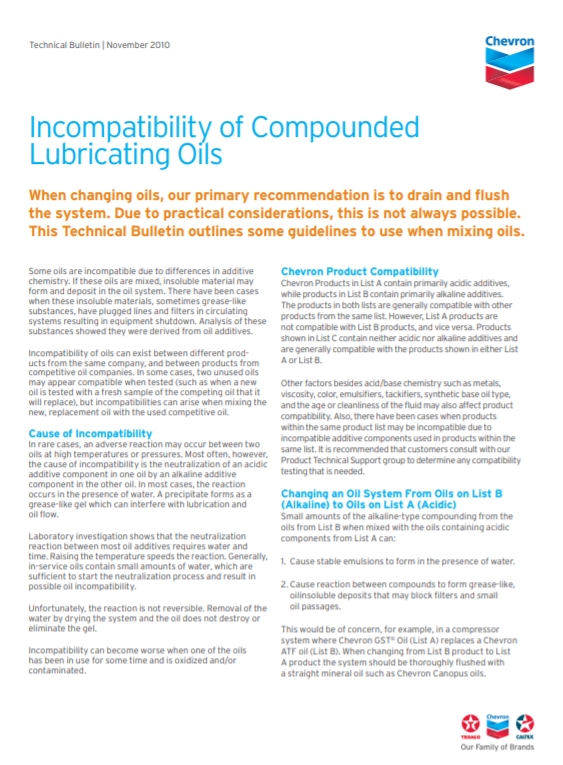 Technical Bulletin | November 2010
Chevron
Incompatibility of Compounded
Lubricating Oils
When changing oils, our primary recommendation is to drain and flush
the system. Due to practical considerations, this is not always possible.
This Technical Bulletin outlines some guidelines to use when mixing oils.
Some oils are incompatible due to differences in additive
chemistry. If these oils are mixed, insoluble material may
form and deposit in the oil system. There have been cases
when these insoluble materials, sometimes grease-like
substances, have plugged lines and filters in circulating
systems resulting in equipment shutdown. Analysis of these
substances showed they were derived from oil additives.
Incompatibility of oils can exist between different prod-
ucts from the same company, and between products from
competitive oil companies. In some cases, two unused oils
may appear compatible when tested (such as when a new
oil is tested with a fresh sample of the competing oil that it
will replace), but incompatibilities can arise when mixing the
new, replacement oil with the used competitive oil.
Cause of Incompatibility
In rare cases, an adverse reaction may occur between two
oils at high temperatures or pressures. Most often, however,
the cause of incompatibility is the neutralization of an acidic
additive component in one oil by an alkaline additive
component in the other oil. In most cases, the reaction
occurs in the presence of water. A precipitate forms as a
grease-like gel which can interfere with lubrication and
oil flow.
Laboratory investigation shows that the neutralization
reaction between most oil additives requires water and
time. Raising the temperature speeds the reaction. Generally,
in-service oils contain small amounts of water, which are
sufficient to start the neutralization process and result in
possible oil incompatibility.
Unfortunately, the reaction is not reversible. Removal of the
water by drying the system and the oil does not destroy or
eliminate the gel.
Incompatibility can become worse when one of the oils
has been in use for some time and is oxidized and/or
contaminated.
Chevron Product Compatibility
Chevron Products in List A contain primarily acidic additives,
while products in List B contain primarily alkaline additives.
The products in both lists are generally compatible with other
products from the same list. However, List A products are
not compatible with List B products, and vice versa. Products
shown in List C contain neither acidic nor alkaline additives and
are generally compatible with the products shown in either List
A or List B.
Other factors besides acid/base chemistry such as metals,
viscosity, color, emulsifiers, tackifiers, synthetic base oil type,
and the age or cleanliness of the fluid may also affect product
compatibility. Also, there have been cases when products
within the same product list may be incompatible due to
incompatible additive components used in products within the
same list. It is recommended that customers consult with our
Product Technical Support group to determine any compatibility
testing that is needed.
Changing an Oil System From Oils on List B
(Alkaline) to Oils on List A (Acidic)
Small amounts of the alkaline-type compounding from the
oils from List B when mixed with the oils containing acidic
components from List A can:
1. Cause stable emulsions to form in the presence of water.
2. Cause reaction between compounds to form grease-like,
oilinsoluble deposits that may block filters and small
oil passages.
This would be of concern, for example, in a compressor
system where Chevron GST® Oil (List A) replaces a Chevron
ATF oil (List B). When changing from List B product to List
A product the system should be thoroughly flushed with
a straight mineral oil such as Chevron Canopus oils.
Chevron
TEXACO CALTEX
Our Family of Brands